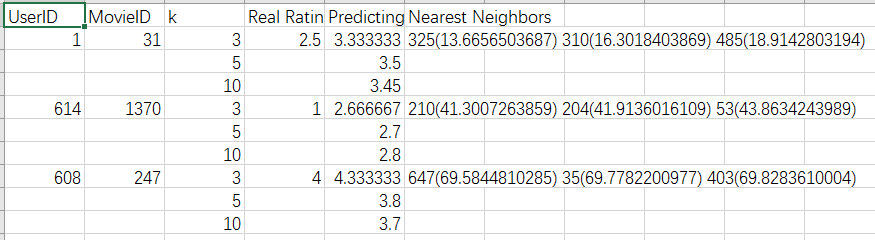 UserID MovieID k Real Ratin Predicting Nearest Neighbors
1 31 3 2.5 3.333333 325(13.6656503687) 310(16.3018403869) 485(18.9142803194)
5 3.5
10 3.45
614 1370 3 1 2.666667 210(41.3007263859) 204(41.9136016109) 53(43.8634243989)
5 2.7
10 2.8
608 247 3 4 4.333333 647(69.5844810285) 35(69.7782200977) 403(69.8283610004)
5 3.8
10 3.7